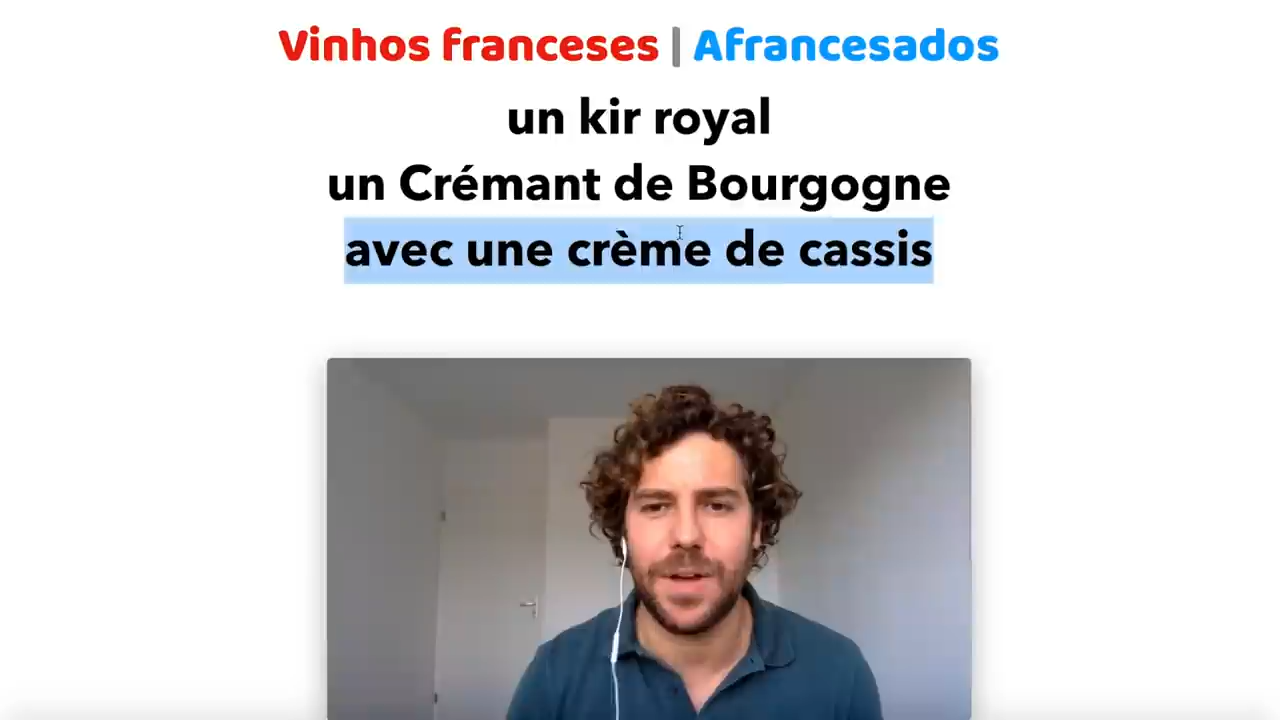 Vinhos franceses | Afrancesados
un kir royal
un Crémant de Bourgogne
avec une crème de cassis